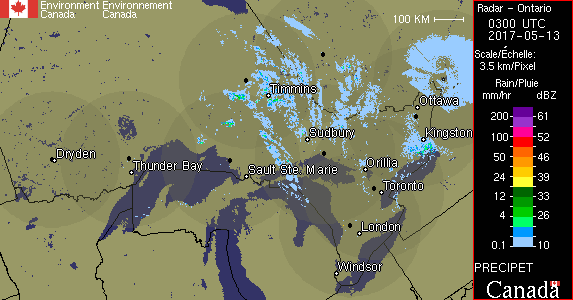 Environment Environnement
Canada Canada
100 KM
Timmins
Ottawa
Sudbury
Kingston
Dryden
Thunder Bay
Sault Ste. Marie
Orillia
Toronto
London
Windsor
Radar - Ontario
0300 UTC
2017-05-13
Scale/Échelle:
3.5 km/Pixel
Rain/Pluie
mm/hr dBZ
200 61
100 52
50 46
24 39
12 33
4 26
0.1 10
PRECIPET
Canada